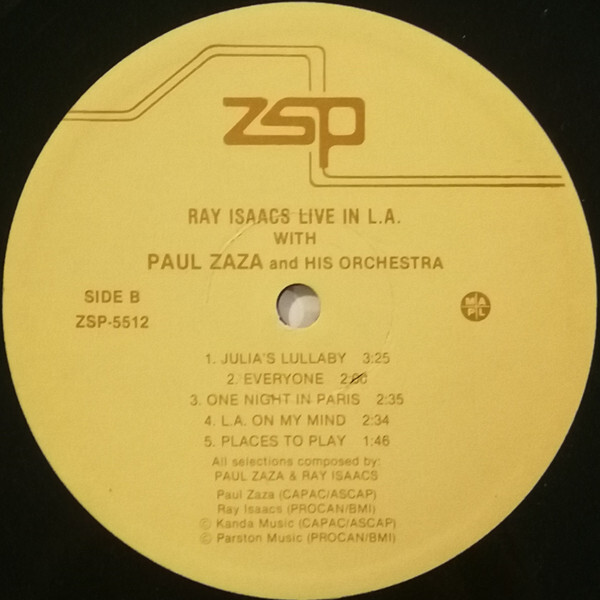 zsp
RAY ISAACS LIVE IN L.A.
WITH
PAUL ZAZA and HIS ORCHESTRA
SIDE B
ZSP-5512
MAPL
1. JULIA'S LULLABY 3:25
2. EVERYONE 2:00
3. ONE NIGHT IN PARIS 2:35
4. L.A. ON MY MIND 2:34
5. PLACES TO PLAY 1:46
All selections composed by:
PAUL ZAZA & RAY ISAACS
Paul Zaza (CAPAC/ASCAP)
Ray Isaacs (PROCAN/BMI)
© Kanda Music (CAPAC/ASCAP)
© Parston Music (PROCAN/BMI)